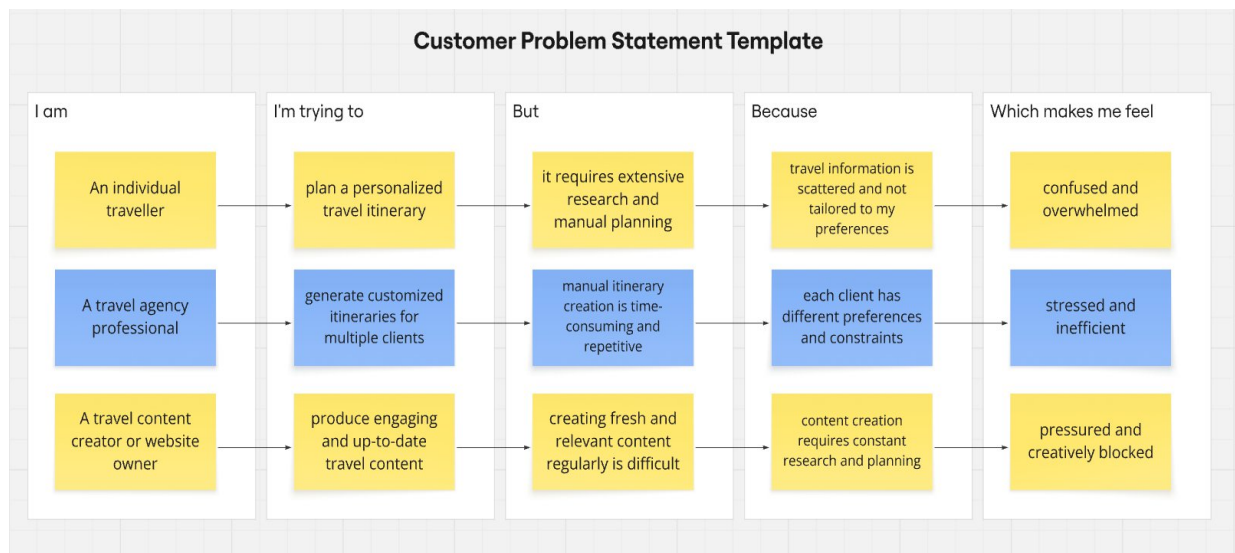 Customer Problem Statement Template
I am
I'm trying to
But
Because
Which makes me feel
An individual
traveller
plan a personalized
travel itinerary
it requires extensive
research and
manual planning
travel information is
scattered and not
tailored to my
preferences
confused and
overwhelmed
A travel agency
professional
generate customized
itineraries for
multiple clients
manual itinerary
creation is time-
consuming and
repetitive
each client has
different preferences
and constraints
stressed and
inefficient
A travel content
creator or website
owner
produce engaging
and up-to-date
travel content
creating fresh and
relevant content
regularly is difficult
content creation
requires constant
research and planning
pressured and
creatively blocked